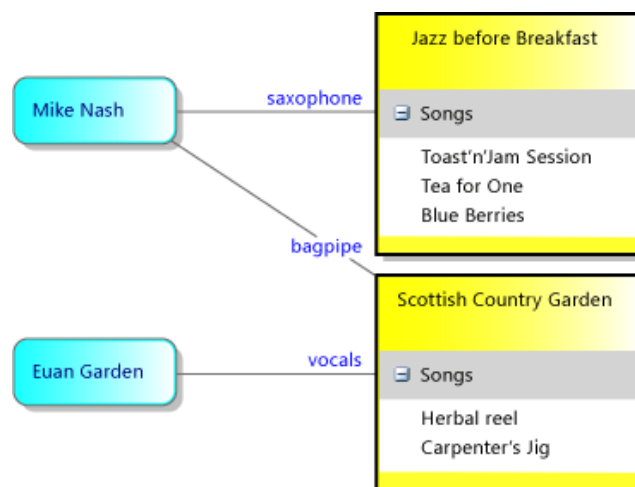 Jazz before Breakfast
saxophone
Mike Nash
Songs
Toast'n'Jam Session
Tea for One
Blue Berries
bagpipe
Scottish Country Garden
vocals
Euan Garden
Songs
Herbal reel
Carpenter's Jig